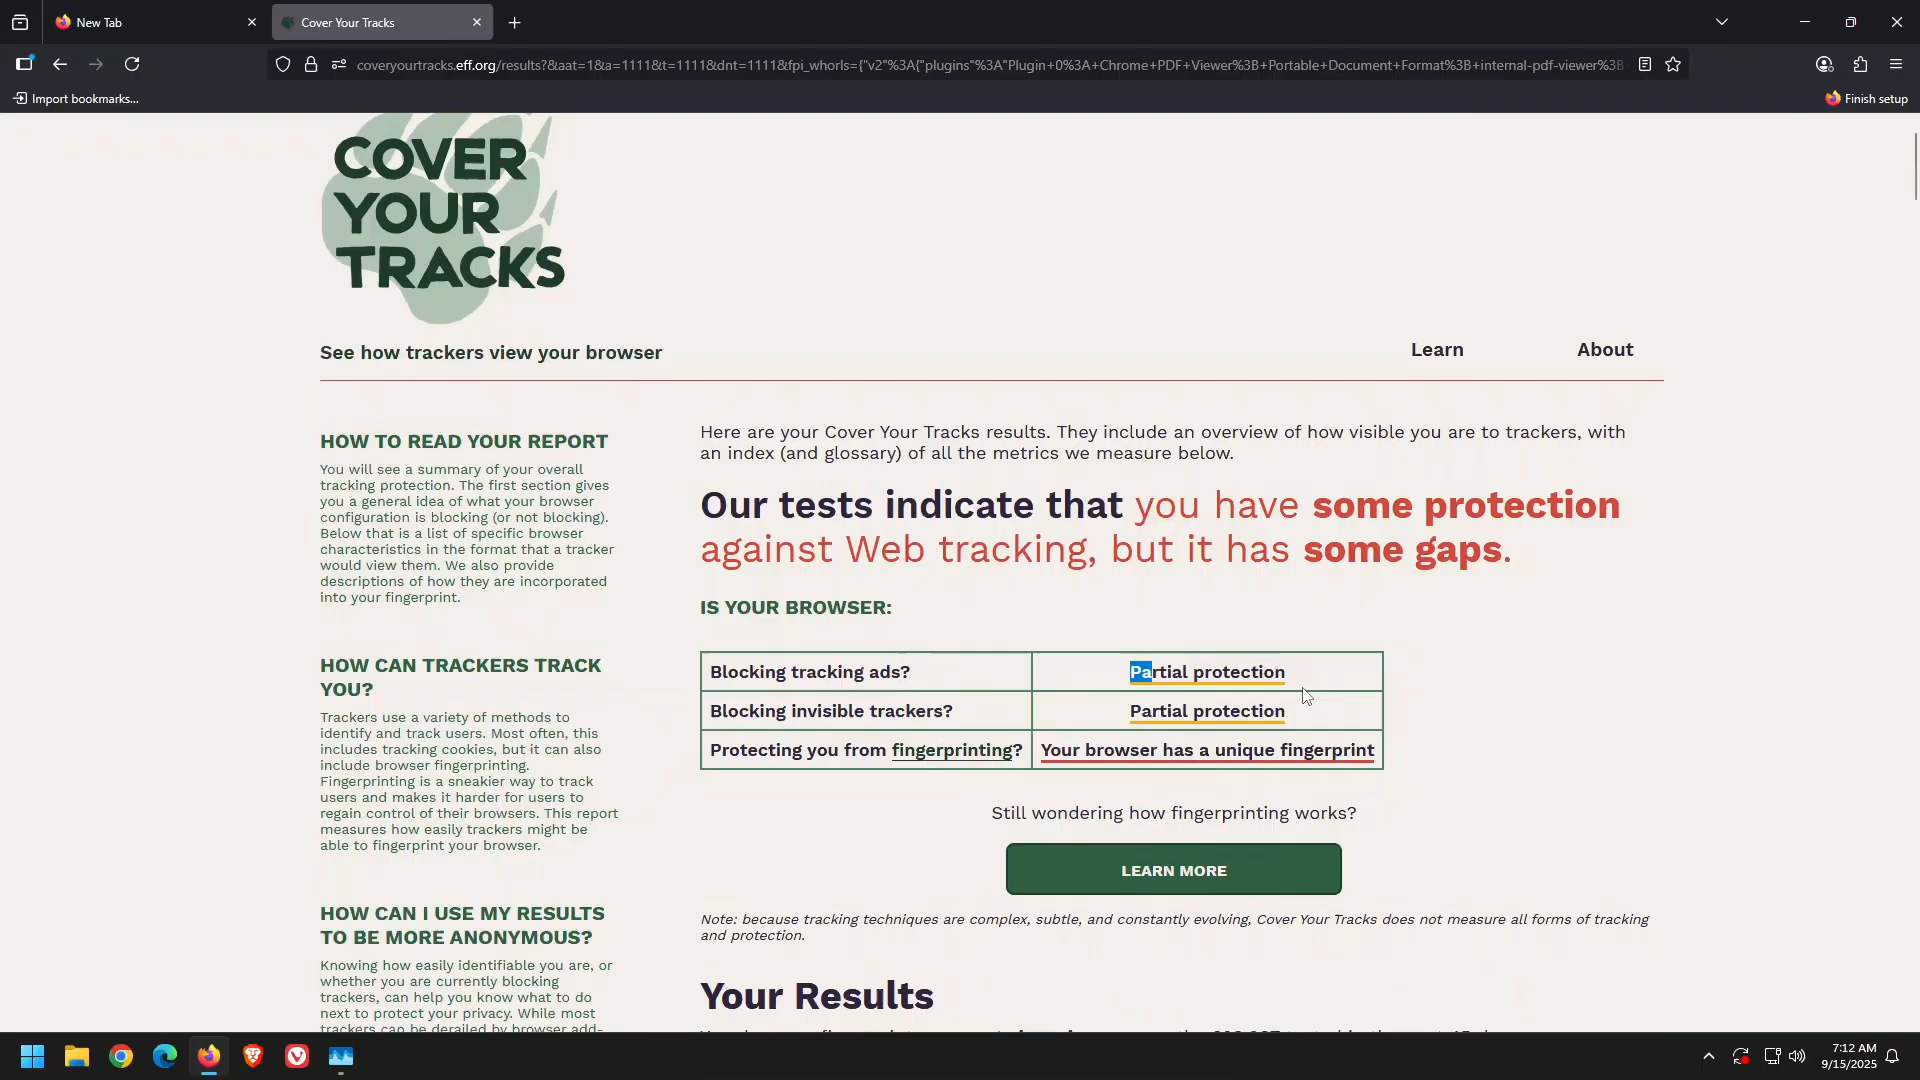 New Tab
Cover Your Tracks
coveryourtracks.eff.org/results?&aat=1&a=1111&t=1111&dnt=1111&fpi_whorls={"v2"%3A{"plugins"%3A"Plugin+0%3A+Chrome+PDF+Viewer%3B+Portable+Document+Format%3B+internal-pdf-viewer%3B
Import bookmarks...
Finish setup
COVER
YOUR
TRACKS
See how trackers view your browser
Learn
About
HOW TO READ YOUR REPORT
You will see a summary of your overall
tracking protection. The first section gives
you a general idea of what your browser
configuration is blocking (or not blocking).
Below that is a list of specific browser
characteristics in the format that a tracker
would view them. We also provide
descriptions of how they are incorporated
into your fingerprint.
HOW CAN TRACKERS TRACK
YOU?
Trackers use a variety of methods to
identify and track users. Most often, this
includes tracking cookies, but it can also
include browser fingerprinting.
Fingerprinting is a sneakier way to track
users and makes it harder for users to
regain control of their browsers. This report
measures how easily trackers might be
able to fingerprint your browser.
HOW CAN I USE MY RESULTS
TO BE MORE ANONYMOUS?
Knowing how easily identifiable you are, or
whether you are currently blocking
trackers, can help you know what to do
next to protect your privacy. While most
trackers can be derailed by browser add-
Here are your Cover Your Tracks results. They include an overview of how visible you are to trackers, with
an index (and glossary) of all the metrics we measure below.
Our tests indicate that you have some protection
against Web tracking, but it has some gaps.
IS YOUR BROWSER:
Blocking tracking ads? Partial protection
Blocking invisible trackers? Partial protection
Protecting you from fingerprinting? Your browser has a unique fingerprint
Still wondering how fingerprinting works?
LEARN MORE
Note: because tracking techniques are complex, subtle, and constantly evolving, Cover Your Tracks does not measure all forms of tracking
and protection.
Your Results
7:12 AM
9/15/2025